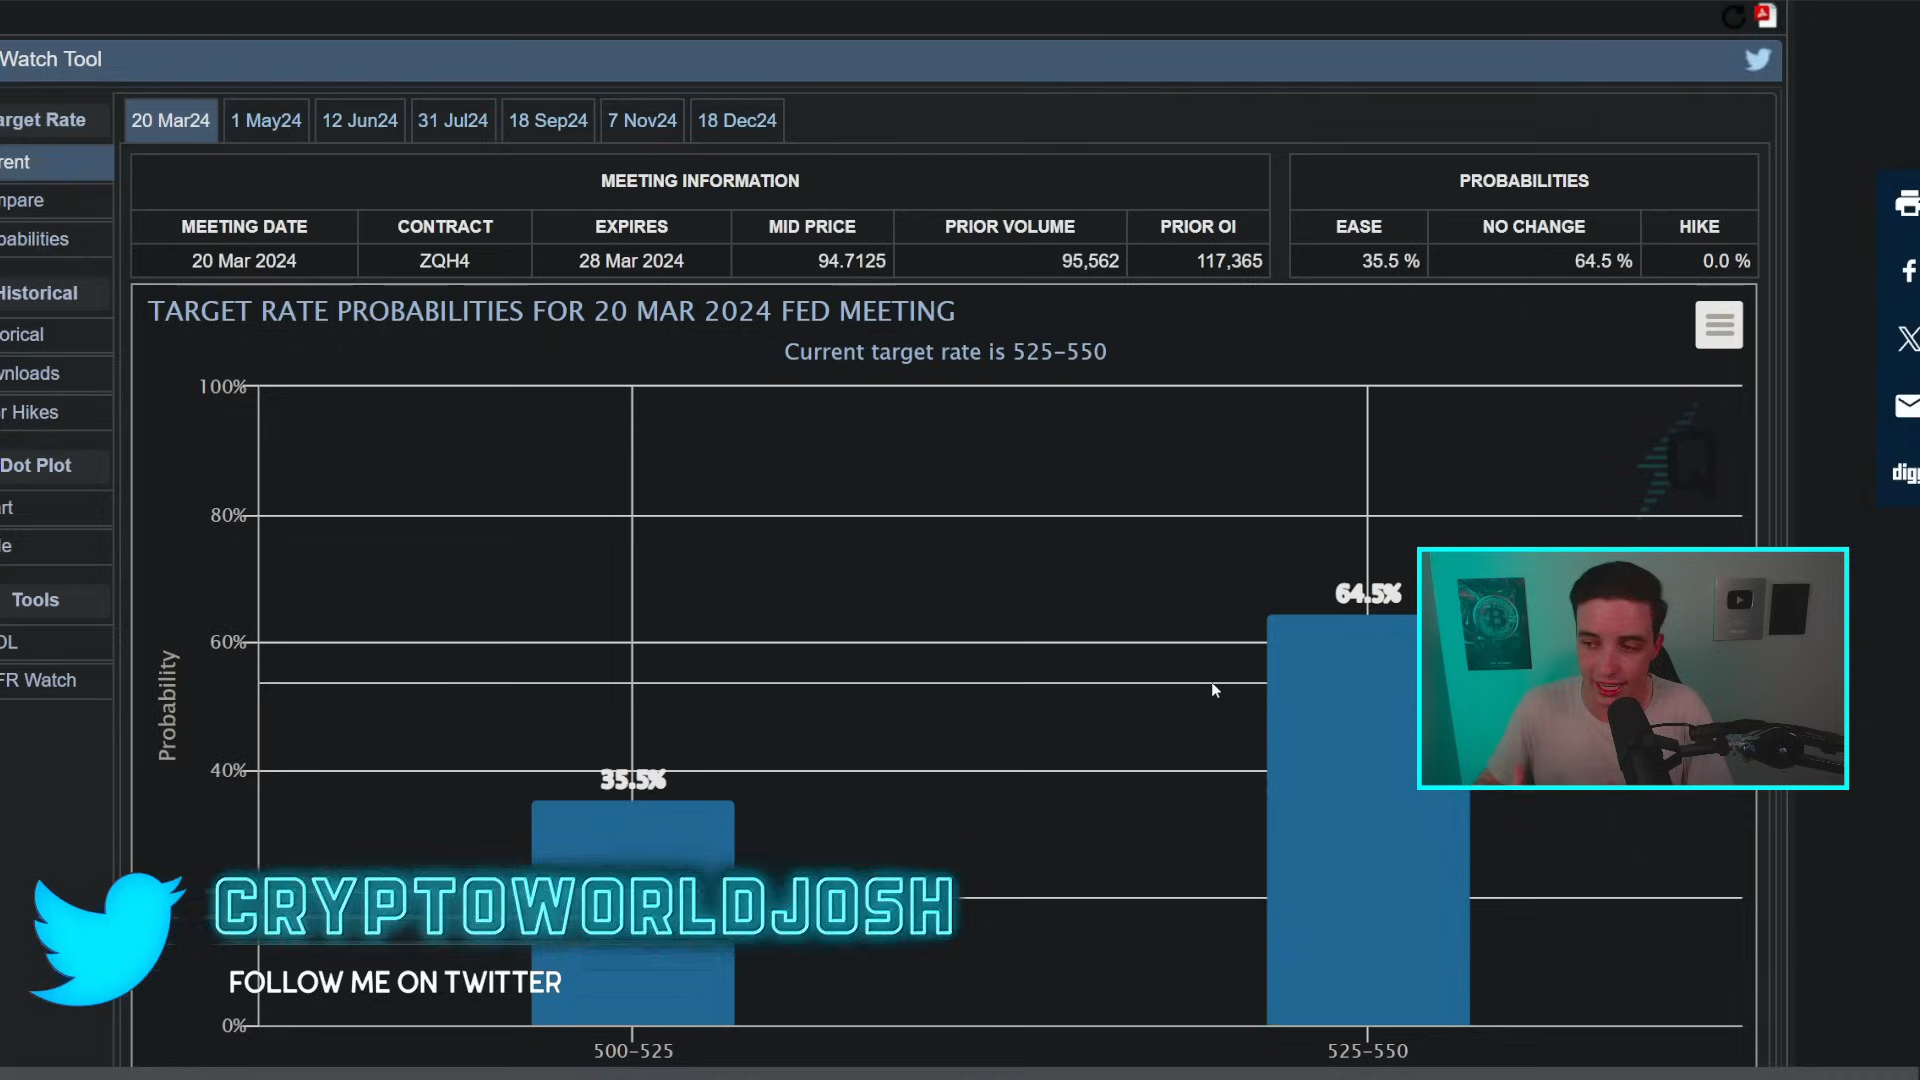 Watch Tool
arget Rate
rent
mpare
babilities
Historical
orical
wnloads
r Hikes
Dot Plot
rt
le
Tools
OL
FR Watch
20 Mar24 1 May24 12 Jun24 31 Jul24 18 Sep24 7 Nov24 18 Dec24
MEETING INFORMATION
MEETING DATE CONTRACT EXPIRES MID PRICE PRIOR VOLUME PRIOR OI
20 Mar 2024 ZQH4 28 Mar 2024 94.7125 95,562 117,365
PROBABILITIES
EASE NO CHANGE HIKE
35.5 % 64.5 % 0.0 %
TARGET RATE PROBABILITIES FOR 20 MAR 2024 FED MEETING
Current target rate is 525-550
Probability
100%
80%
60%
40%
0%
35.5%
64.5%
500-525
525-550
digg
CRYPTOWORLDJOSH
FOLLOW ME ON TWITTER